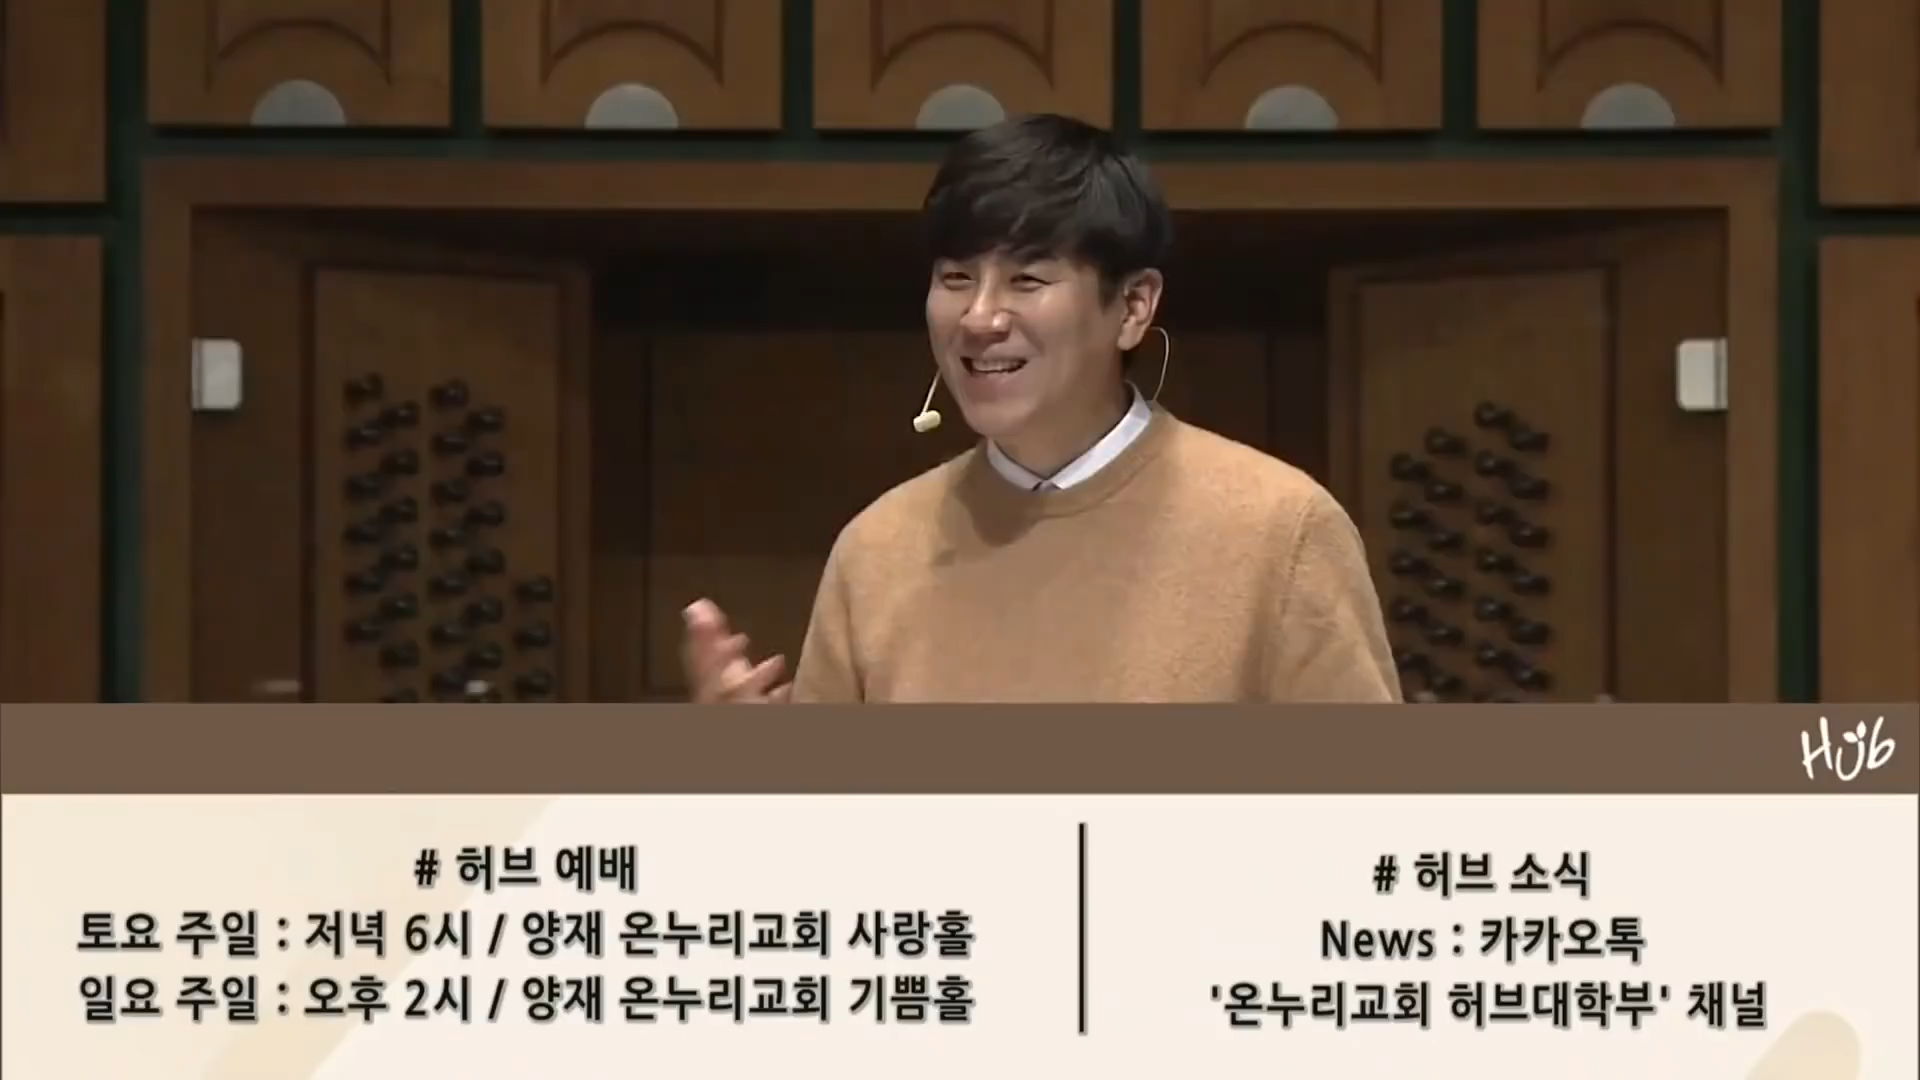 Hub
# 허브 예배
토요 주일 : 저녁 6시 / 양재 온누리교회 사랑홀
일요 주일 : 오후 2시 / 양재 온누리교회 기쁨홀
# 허브 소식
News : 카카오톡
'온누리교회 허브대학부' 채널